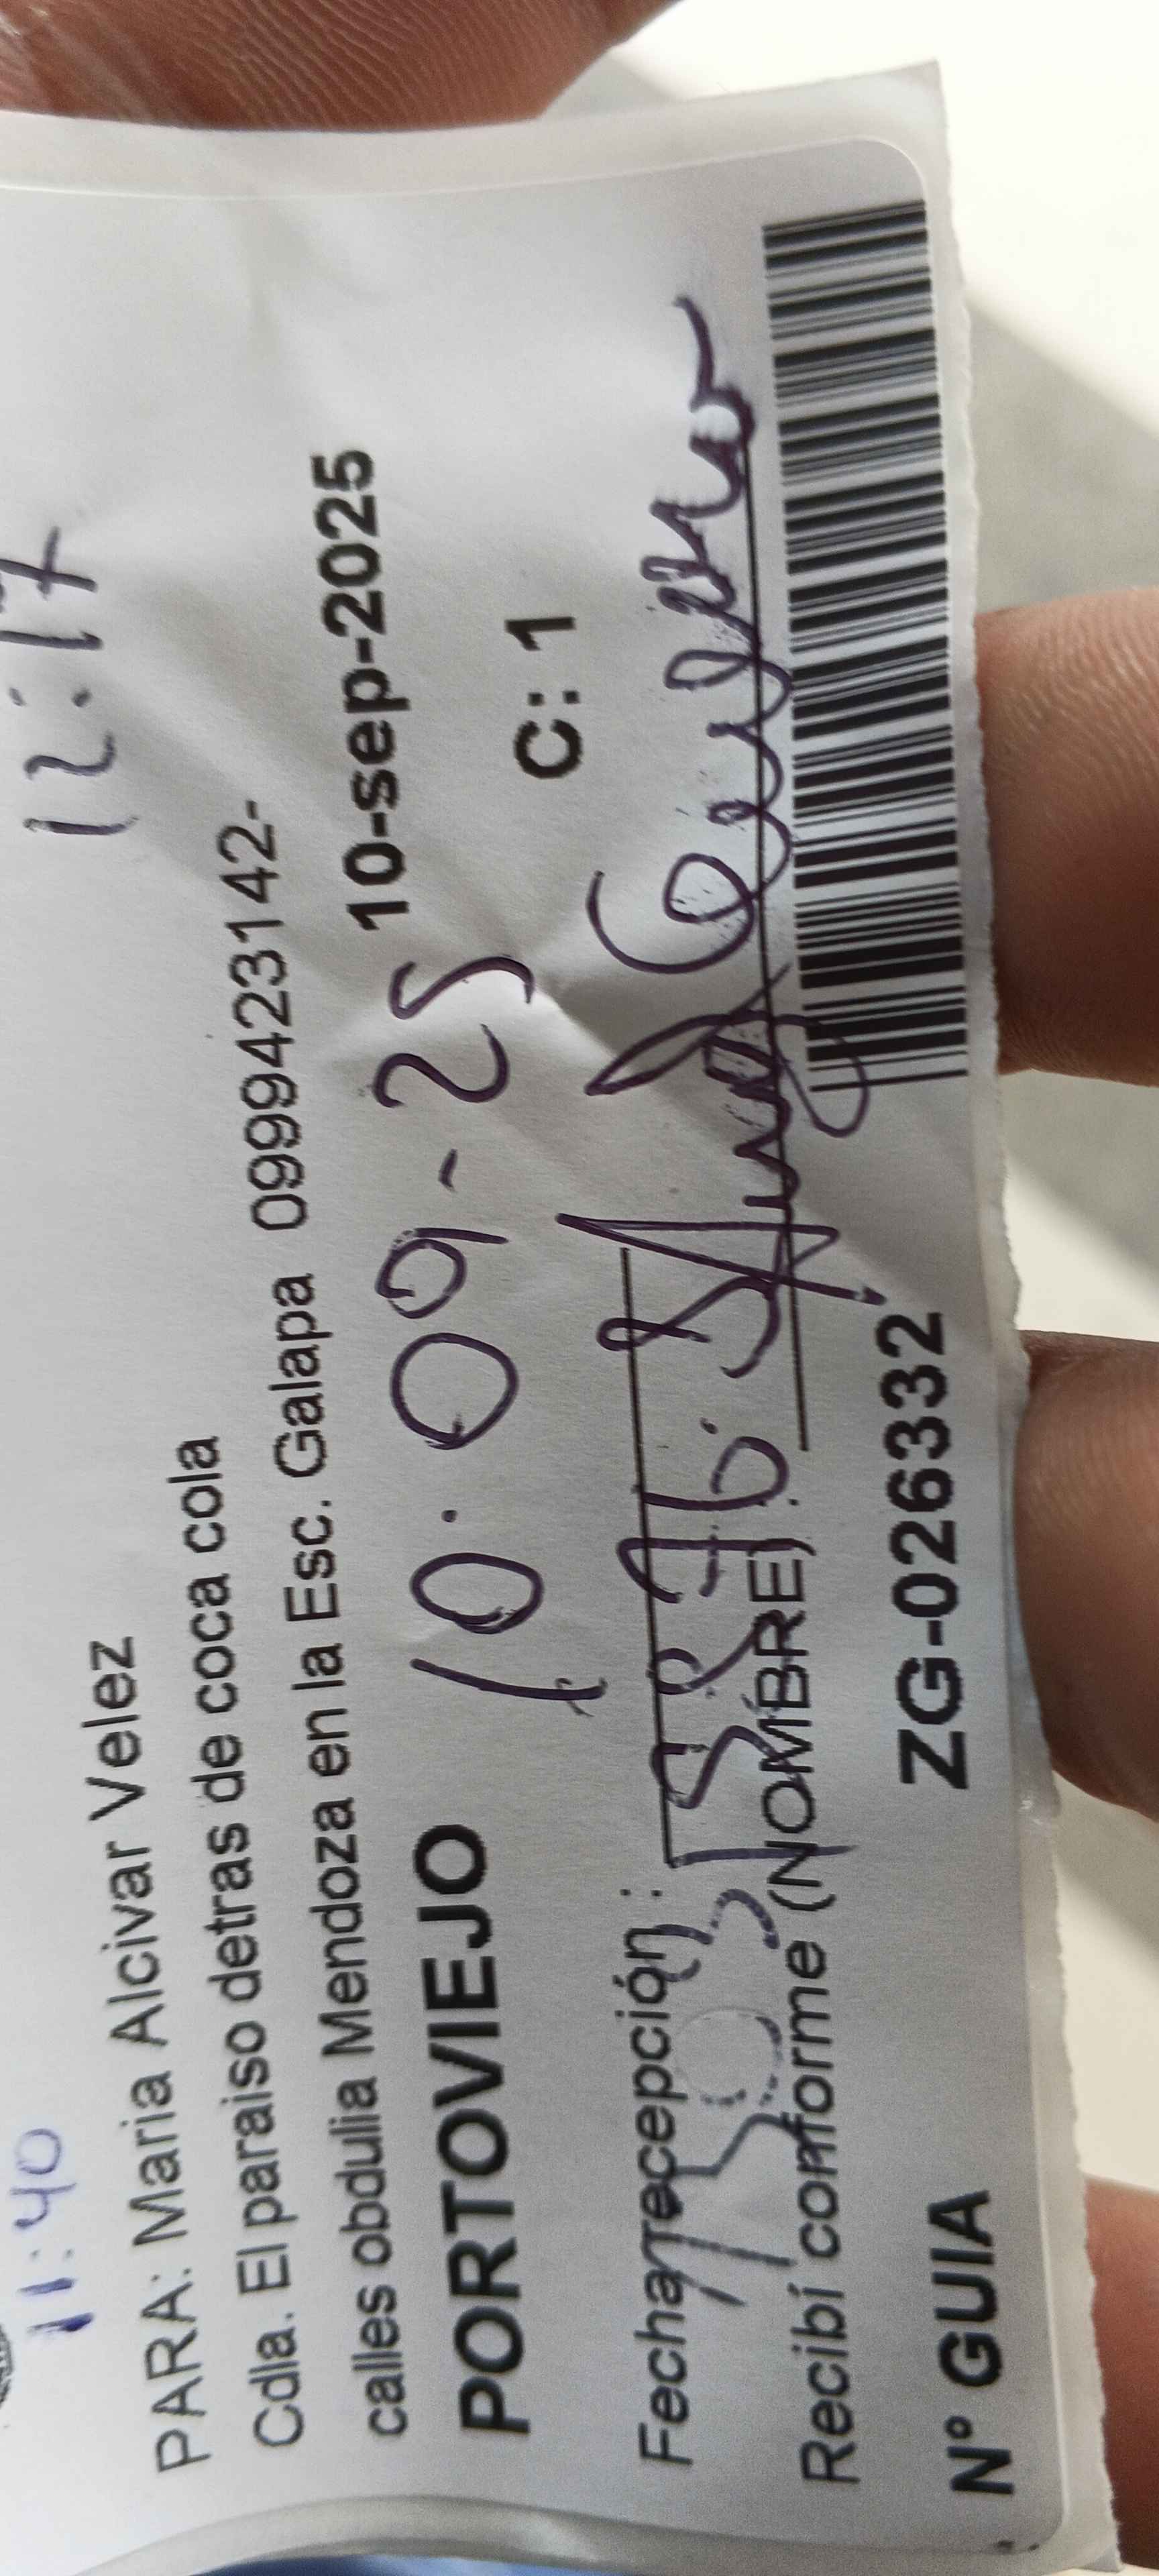 11:40 12:17
PARA: Maria Alcivar Velez
Cdla. El paraiso detras de coca cola
calles obdulia Mendoza en la Esc. Galapa 0999423142-
PORTOVIEJO 10-sep-2025
10.09-25
C: 1
Fecha recepción :
Recibí conforme (NOMBRE) :
Nº GUIA ZG-026332